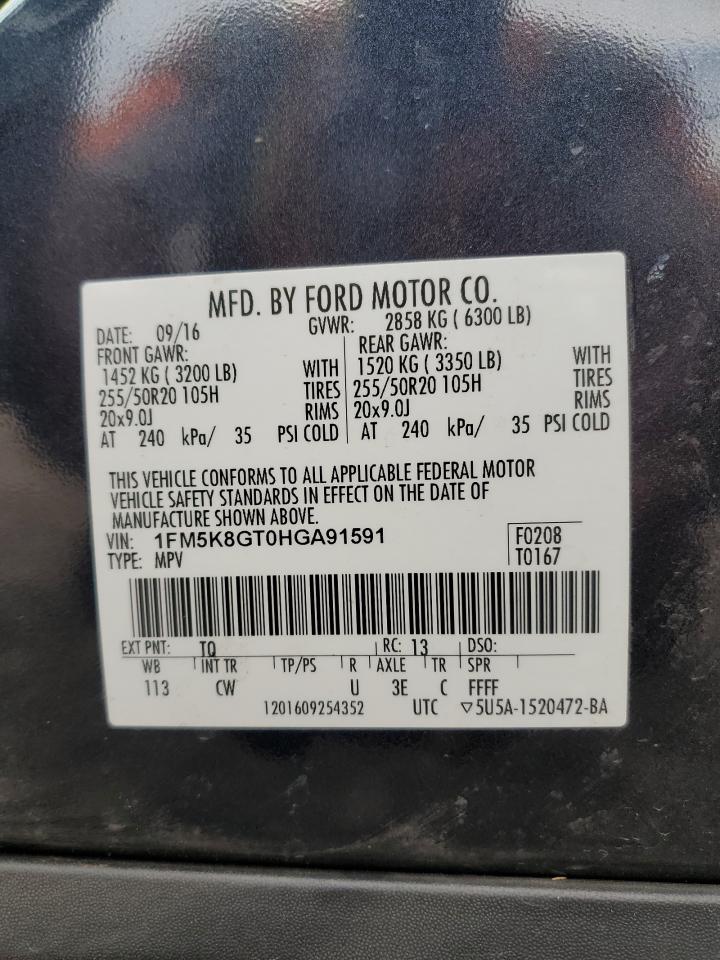 MFD. BY FORD MOTOR CO.
DATE: 09/16 GVWR: 2858 KG ( 6300 LB)
FRONT GAWR: REAR GAWR:
1452 KG ( 3200 LB) WITH 1520 KG ( 3350 LB) WITH
255/50R20 105H TIRES 255/50R20 105H TIRES
20x9.0J RIMS 20x9.0J RIMS
AT 240 kPa/ 35 PSI COLD AT 240 kPa/ 35 PSI COLD
THIS VEHICLE CONFORMS TO ALL APPLICABLE FEDERAL MOTOR
VEHICLE SAFETY STANDARDS IN EFFECT ON THE DATE OF
MANUFACTURE SHOWN ABOVE.
VIN: 1FM5K8GT0HGA91591 F0208
TYPE: MPV T0167
EXT PNT: TQ RC: 13 DSO:
WB INT TR TP/PS R AXLE TR SPR
113 CW U 3E C FFFF
1201609254352 UTC ▽5U5A-1520472-BA